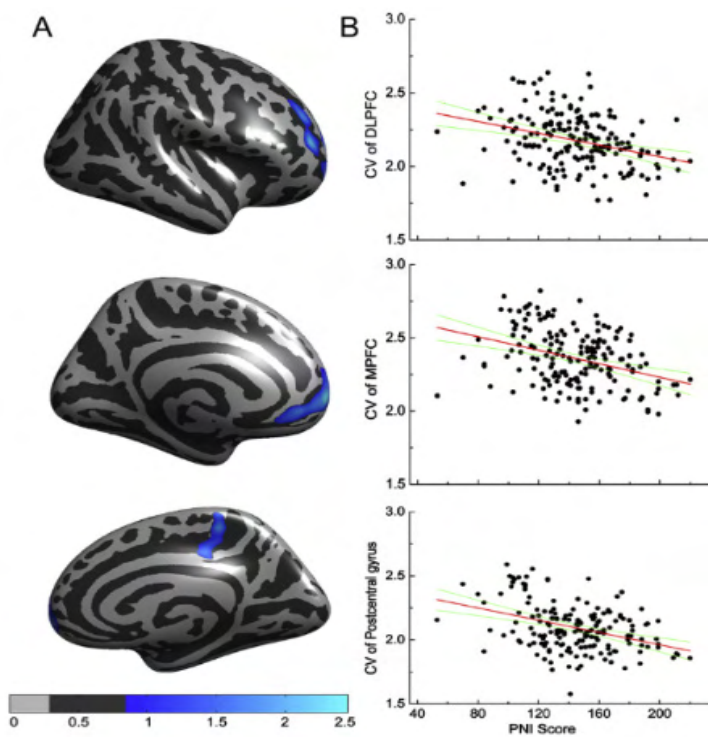 A
B
3.0
2.5
2.0
1.5
CV of DLPFC
3.0
2.5
2.0
1.5
CV of MPFC
3.0
2.5
2.0
1.5
CV of Postcentral gyrus
40 80 120 160 200
PNI Score
0 0.5 1 1.5 2 2.5